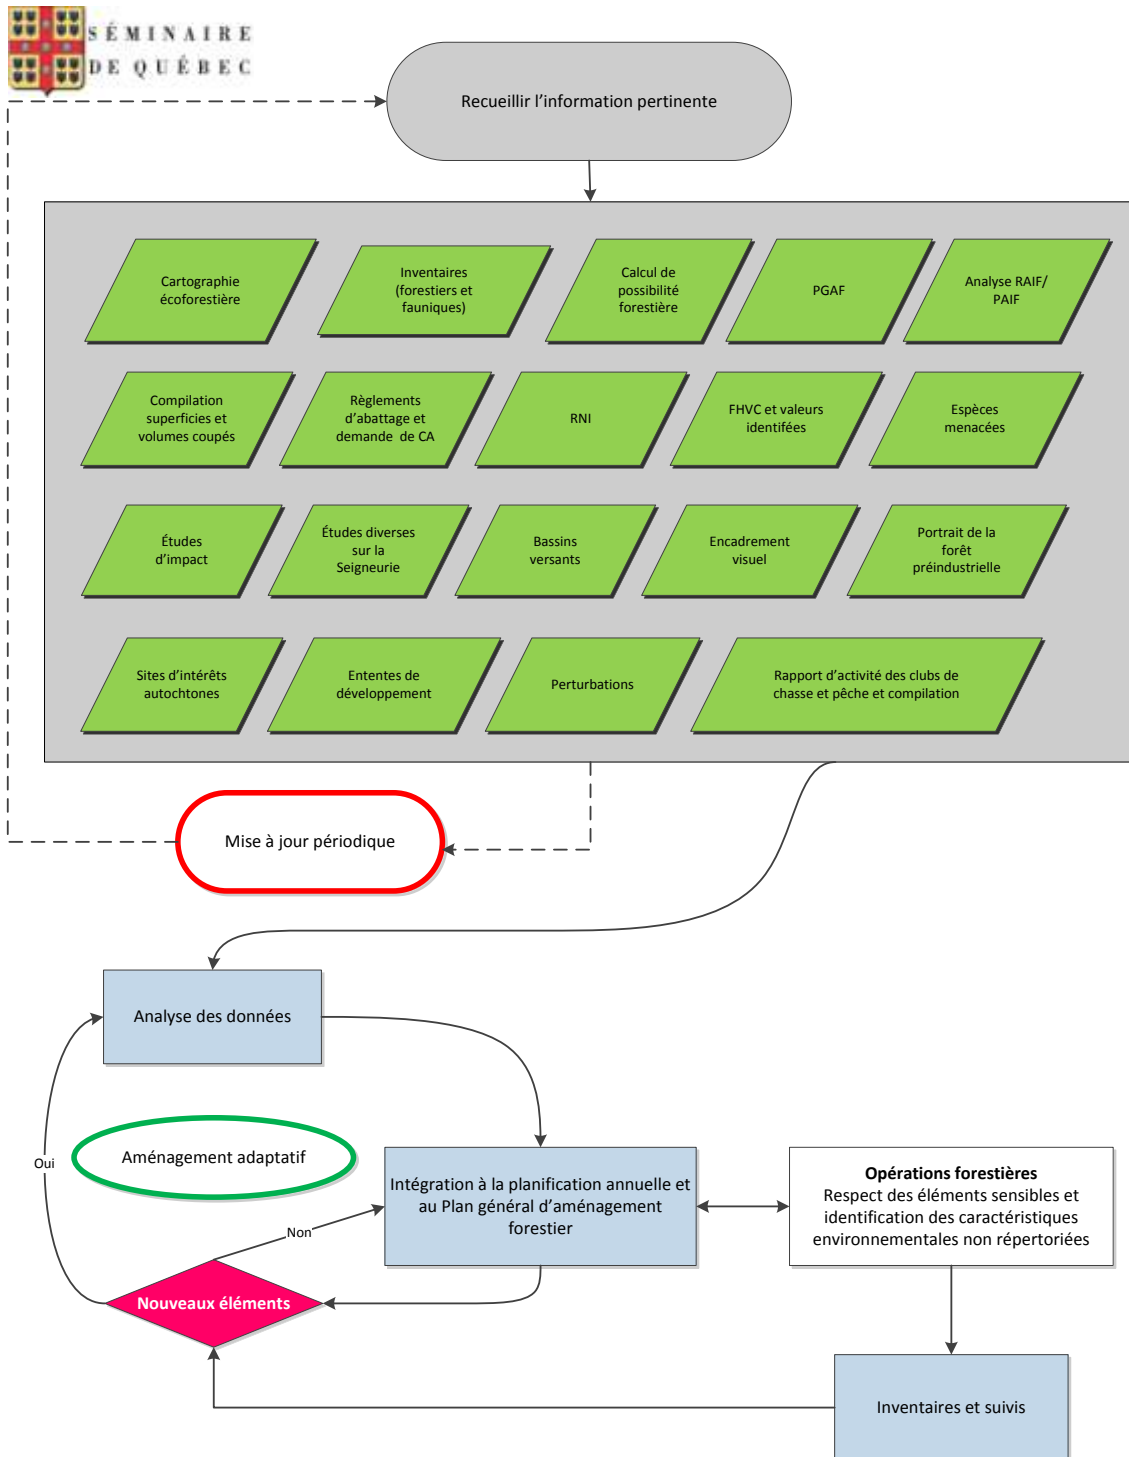 SÉMINAIRE
DE QUÉBEC
Recueillir l'information pertinente
Cartographie
écoforestière
Inventaires
(forestiers et
fauniques)
Calcul de
possibilité
forestière
PGAF
Analyse RAIF/
PAIF
Compilation
superficies et
volumes coupés
Règlements
d'abattage et
demande de CA
RNI
FHVC et valeurs
identifées
Espèces
menacées
Études
d'impact
Études diverses
sur la
Seigneurie
Bassins
versants
Encadrement
visuel
Portrait de la
forêt
préindustrielle
Sites d'intérêts
autochtones
Ententes de
développement
Perturbations
Rapport d'activité des clubs de
chasse et pêche et compilation
Mise à jour périodique
Analyse des données
Aménagement adaptatif
Oui
Intégration à la planification annuelle et
au Plan général d'aménagement
forestier
Opérations forestières
Respect des éléments sensibles et
identification des caractéristiques
environnementales non répertoriées
Non
Nouveaux éléments
Inventaires et suivis